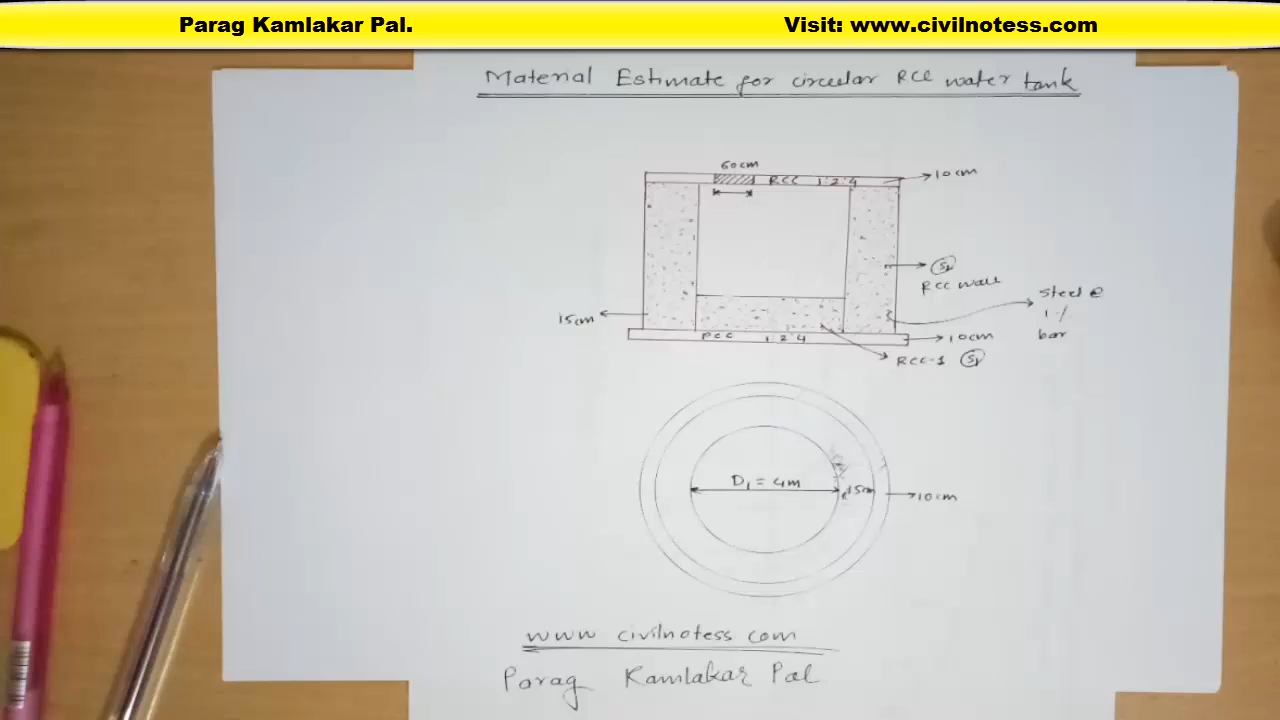 Parag Kamlakar Pal. Visit: www.civilnotess.com
Material Estimate for circular RCC water tank
60cm
RCC 1 2 4
10cm
S2
RCC wall
Steel @
1 %
bar
15cm
PCC 1 2 4
10cm
RCC-1 S1
D1 = 4m
15cm
10cm
www civilnotess com
Parag Kamlakar Pal